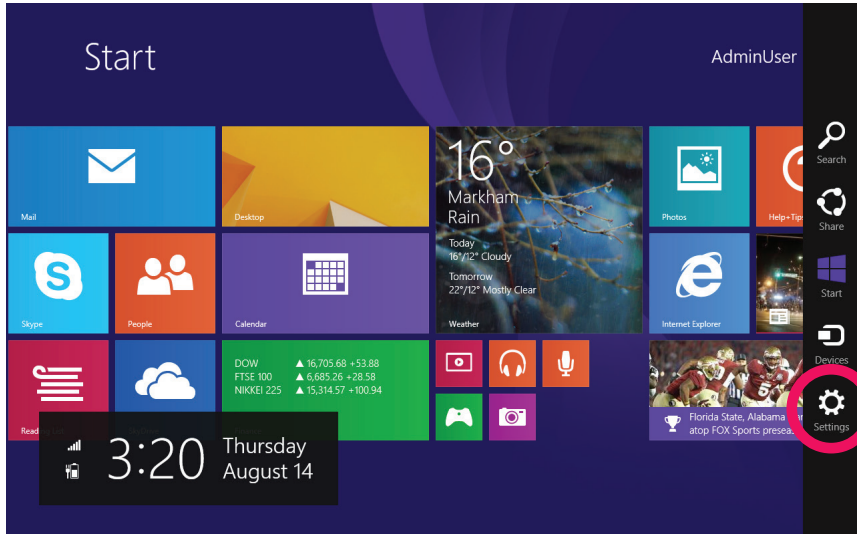 Start
AdminUser
Search
Share
Start
Devices
Settings
Mail
Desktop
16°
Markham
Rain
Today
16°/12° Cloudy
Tomorrow
22°/12° Mostly Clear
Weather
Photos
Help+Tips
Skype
People
Calendar
Internet Explorer
DOW ▲ 16,705.68 +53.88
FTSE 100 ▲ 6,685.26 +28.58
NIKKEI 225 ▲ 15,314.57 +100.94
Florida State, Alabama
atop FOX Sports
3:20
Thursday
August 14